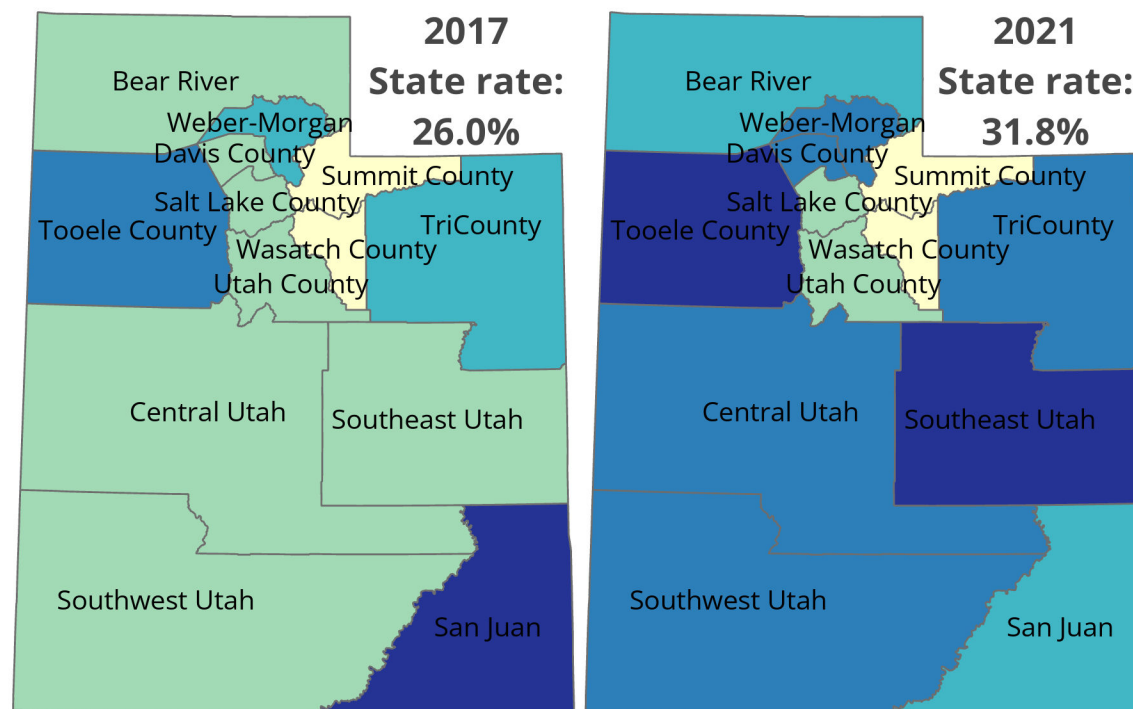 2017
State rate:
26.0%
Bear River
Weber-Morgan
Davis County
Summit County
Salt Lake County
TriCounty
Tooele County
Wasatch County
Utah County
Central Utah
Southeast Utah
Southwest Utah
San Juan
2021
State rate:
31.8%
Bear River
Weber-Morgan
Davis County
Summit County
Salt Lake County
TriCounty
Tooele County
Wasatch County
Utah County
Central Utah
Southeast Utah
Southwest Utah
San Juan